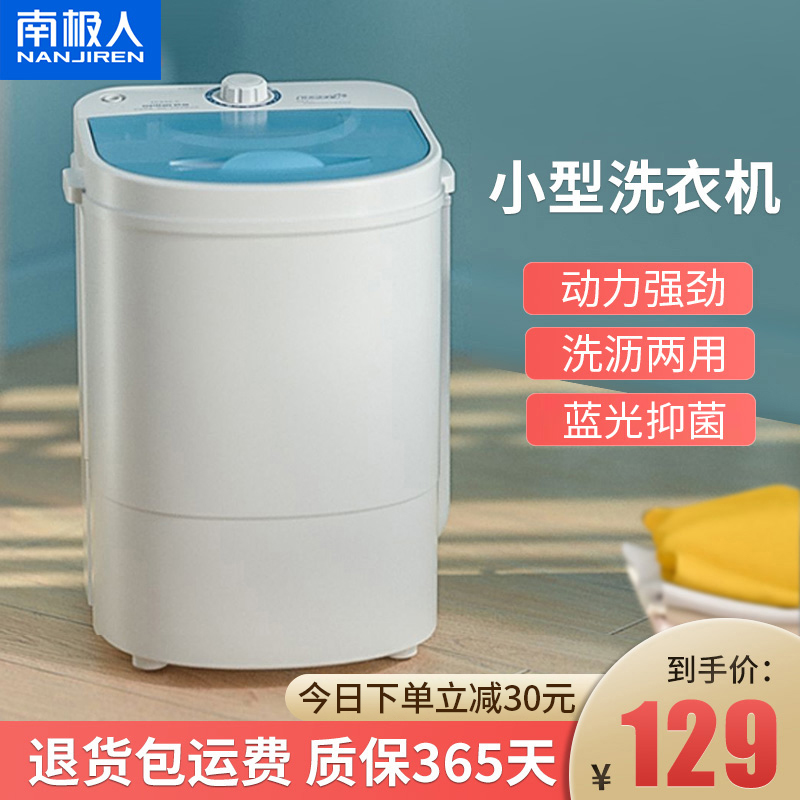 南极人
NANJIREN
小型洗衣机
动力强劲
洗沥两用
蓝光抑菌
今日下单立减30元
到手价:
¥129
退货包运费 质保365天